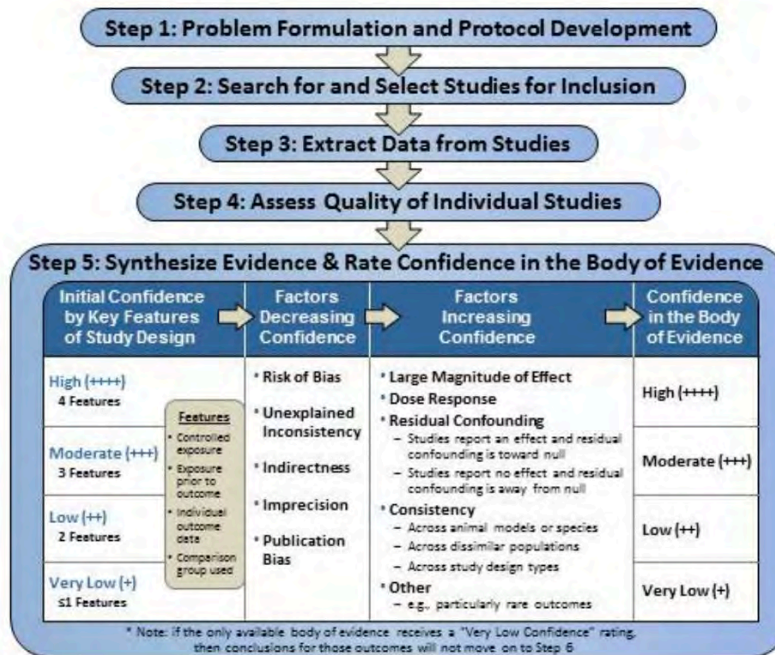 Step 1: Problem Formulation and Protocol Development
Step 2: Search for and Select Studies for Inclusion
Step 3: Extract Data from Studies
Step 4: Assess Quality of Individual Studies
Step 5: Synthesize Evidence & Rate Confidence in the Body of Evidence
Initial Confidence
by Key Features
of Study Design
Factors
Decreasing
Confidence
Factors
Increasing
Confidence
Confidence
in the Body
of Evidence
High (++++)
4 Features
Moderate (+++)
3 Features
Low (++)
2 Features
Very Low (+)
≤1 Features
Features
• Controlled
exposure
• Exposure
prior to
outcome
• Individual
outcome
data
• Comparison
group used
• Risk of Bias
• Unexplained
Inconsistency
• Indirectness
• Imprecision
• Publication
Bias
• Large Magnitude of Effect
• Dose Response
• Residual Confounding
– Studies report an effect and residual
confounding is toward null
– Studies report no effect and residual
confounding is away from null
• Consistency
– Across animal models or species
– Across dissimilar populations
– Across study design types
• Other
– e.g., particularly rare outcomes
High (++++)
Moderate (+++)
Low (++)
Very Low (+)
* Note: if the only available body of evidence receives a "Very Low Confidence" rating,
then conclusions for those outcomes will not move on to Step 6